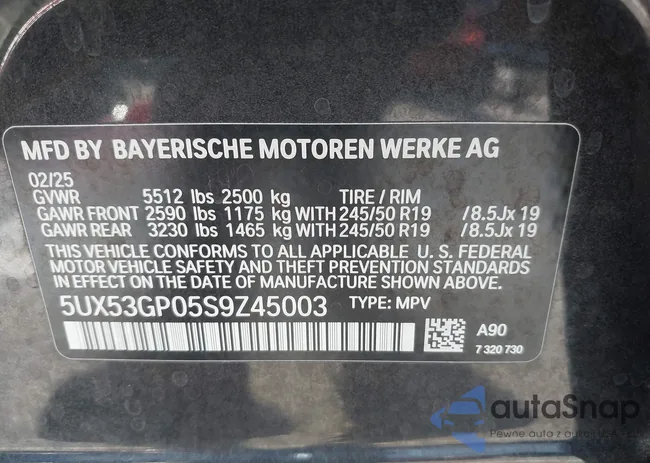 MFD BY BAYERISCHE MOTOREN WERKE AG
02/25
GVWR 5512 lbs 2500 kg TIRE / RIM
GAWR FRONT 2590 lbs 1175 kg WITH 245/50 R19 /8.5Jx 19
GAWR REAR 3230 lbs 1465 kg WITH 245/50 R19 /8.5Jx 19
THIS VEHICLE CONFORMS TO ALL APPLICABLE U. S. FEDERAL
MOTOR VEHICLE SAFETY AND THEFT PREVENTION STANDARDS
IN EFFECT ON THE DATE OF MANUFACTURE SHOWN ABOVE.
5UX53GP05S9Z45003 TYPE: MPV
A90
7 320 730
autaSnap
Pewne auta z aukcji U.S.A.